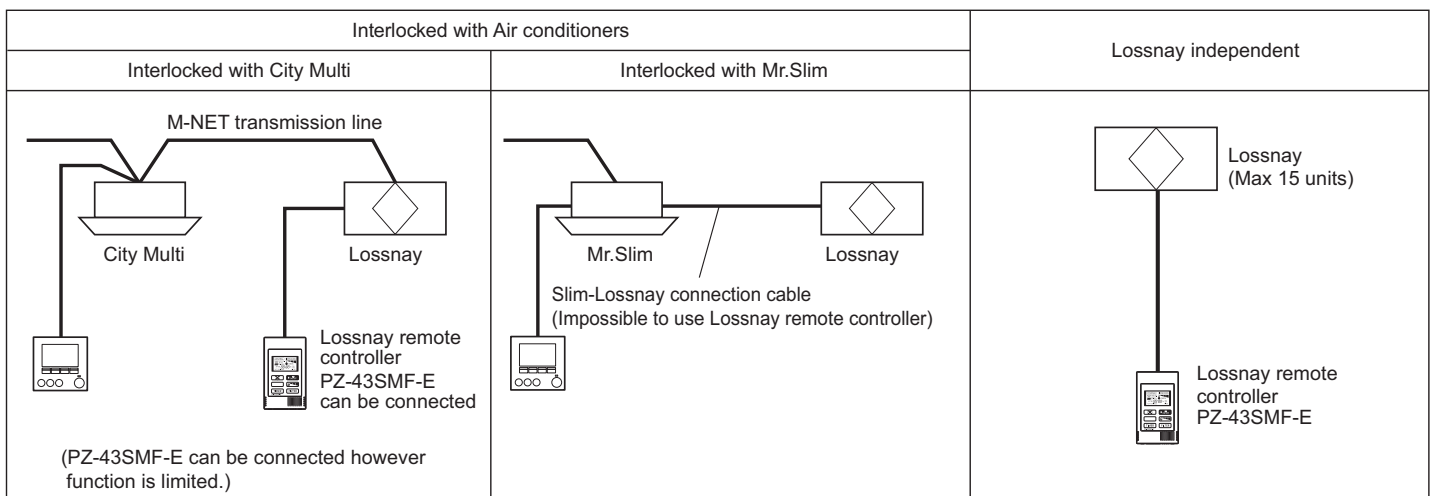 Interlocked with Air conditioners
Lossnay independent
Interlocked with City Multi
Interlocked with Mr.Slim
M-NET transmission line
City Multi
Lossnay
Lossnay remote
controller
PZ-43SMF-E
can be connected
(PZ-43SMF-E can be connected however
function is limited.)
Mr.Slim
Lossnay
Slim-Lossnay connection cable
(Impossible to use Lossnay remote controller)
Lossnay
(Max 15 units)
Lossnay remote
controller
PZ-43SMF-E